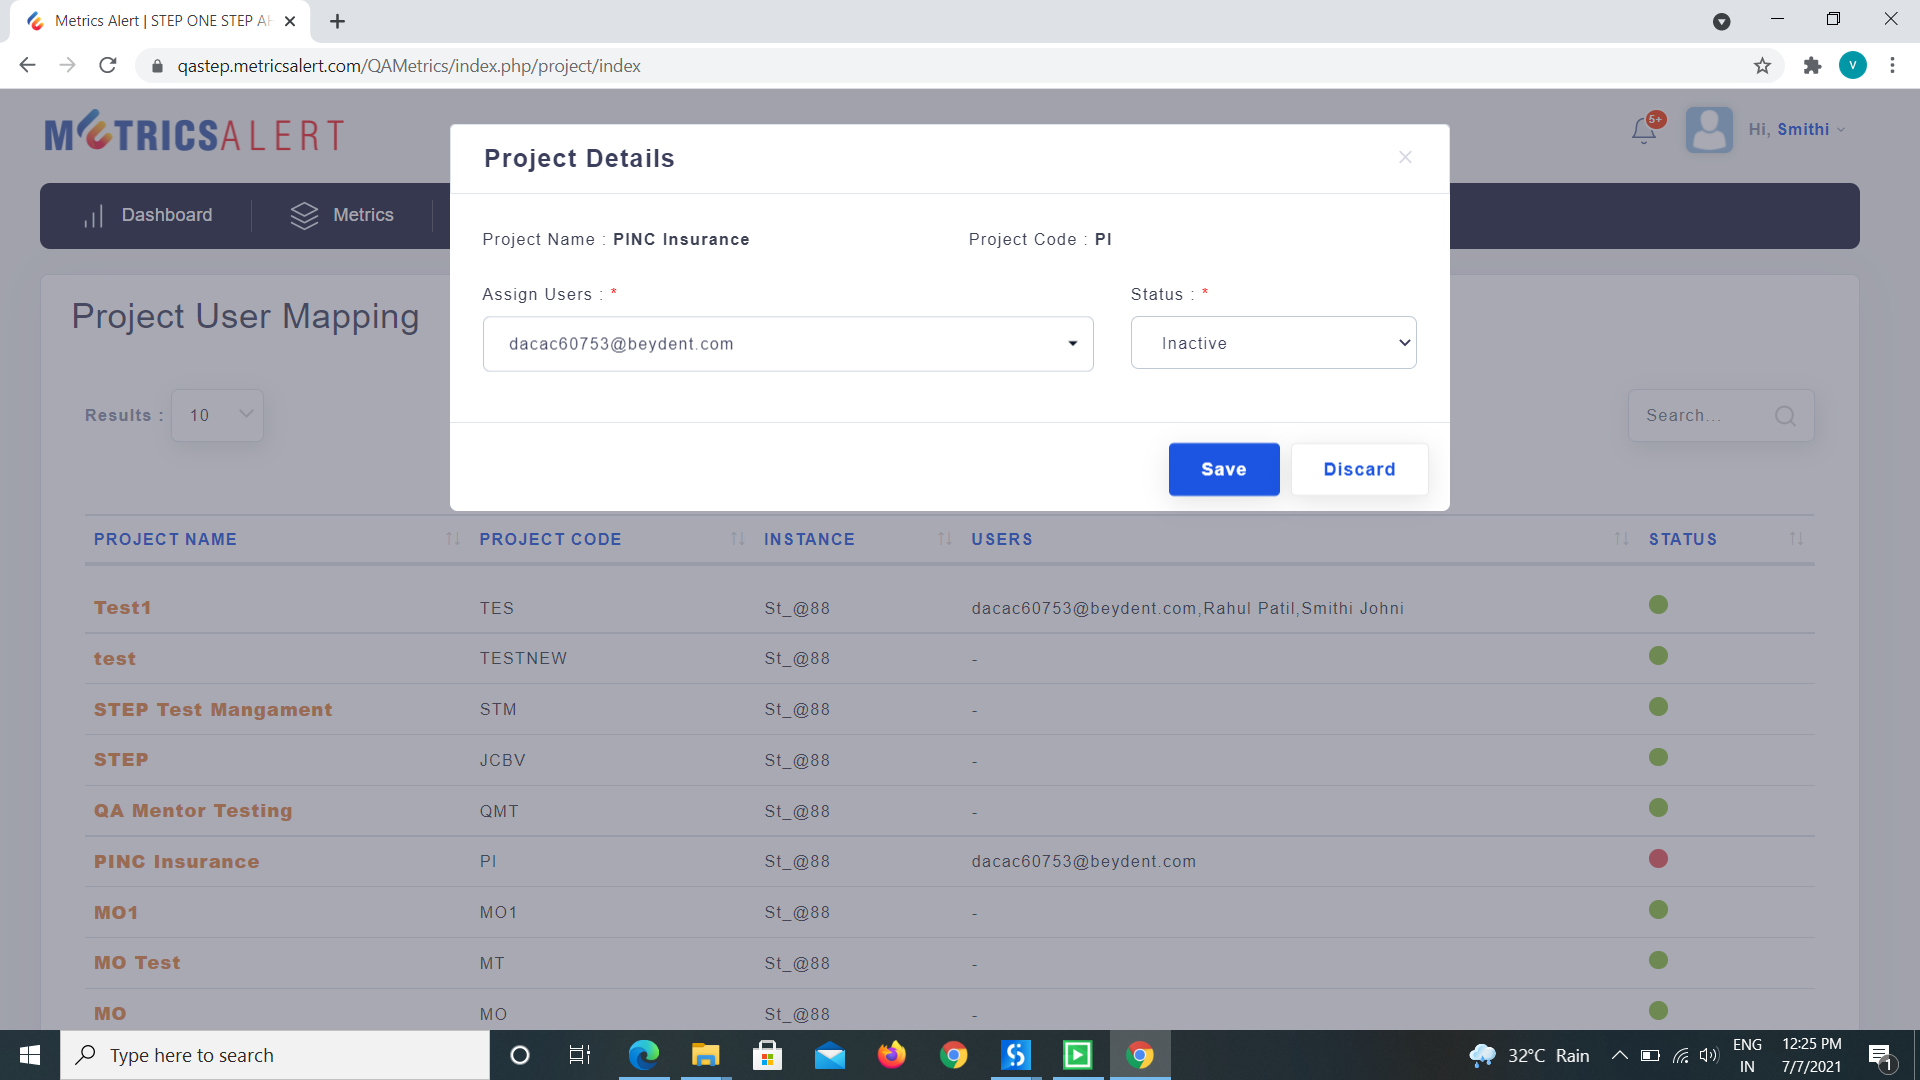 Metrics Alert | STEP ONE STEP AH
qastep.metricsalert.com/QAMetrics/index.php/project/index
V
METRICSALERT
5+
Hi, Smithi
Dashboard
Metrics
Project Details
Project Name : PINC Insurance
Project Code : PI
Assign Users : *
Status : *
dacac60753@beydent.com
Inactive
Save
Discard
Project User Mapping
Results :
10
Search...
PROJECT NAME
PROJECT CODE
INSTANCE
USERS
STATUS
Test1 TES St_@88 dacac60753@beydent.com,Rahul Patil,Smithi Johni
test TESTNEW St_@88 -
STEP Test Mangament STM St_@88 -
STEP JCBV St_@88 -
QA Mentor Testing QMT St_@88 -
PINC Insurance PI St_@88 dacac60753@beydent.com
MO1 MO1 St_@88 -
MO Test MT St_@88 -
MO MO St_@88 -
Type here to search
32°C Rain
ENG
IN
12:25 PM
7/7/2021
1